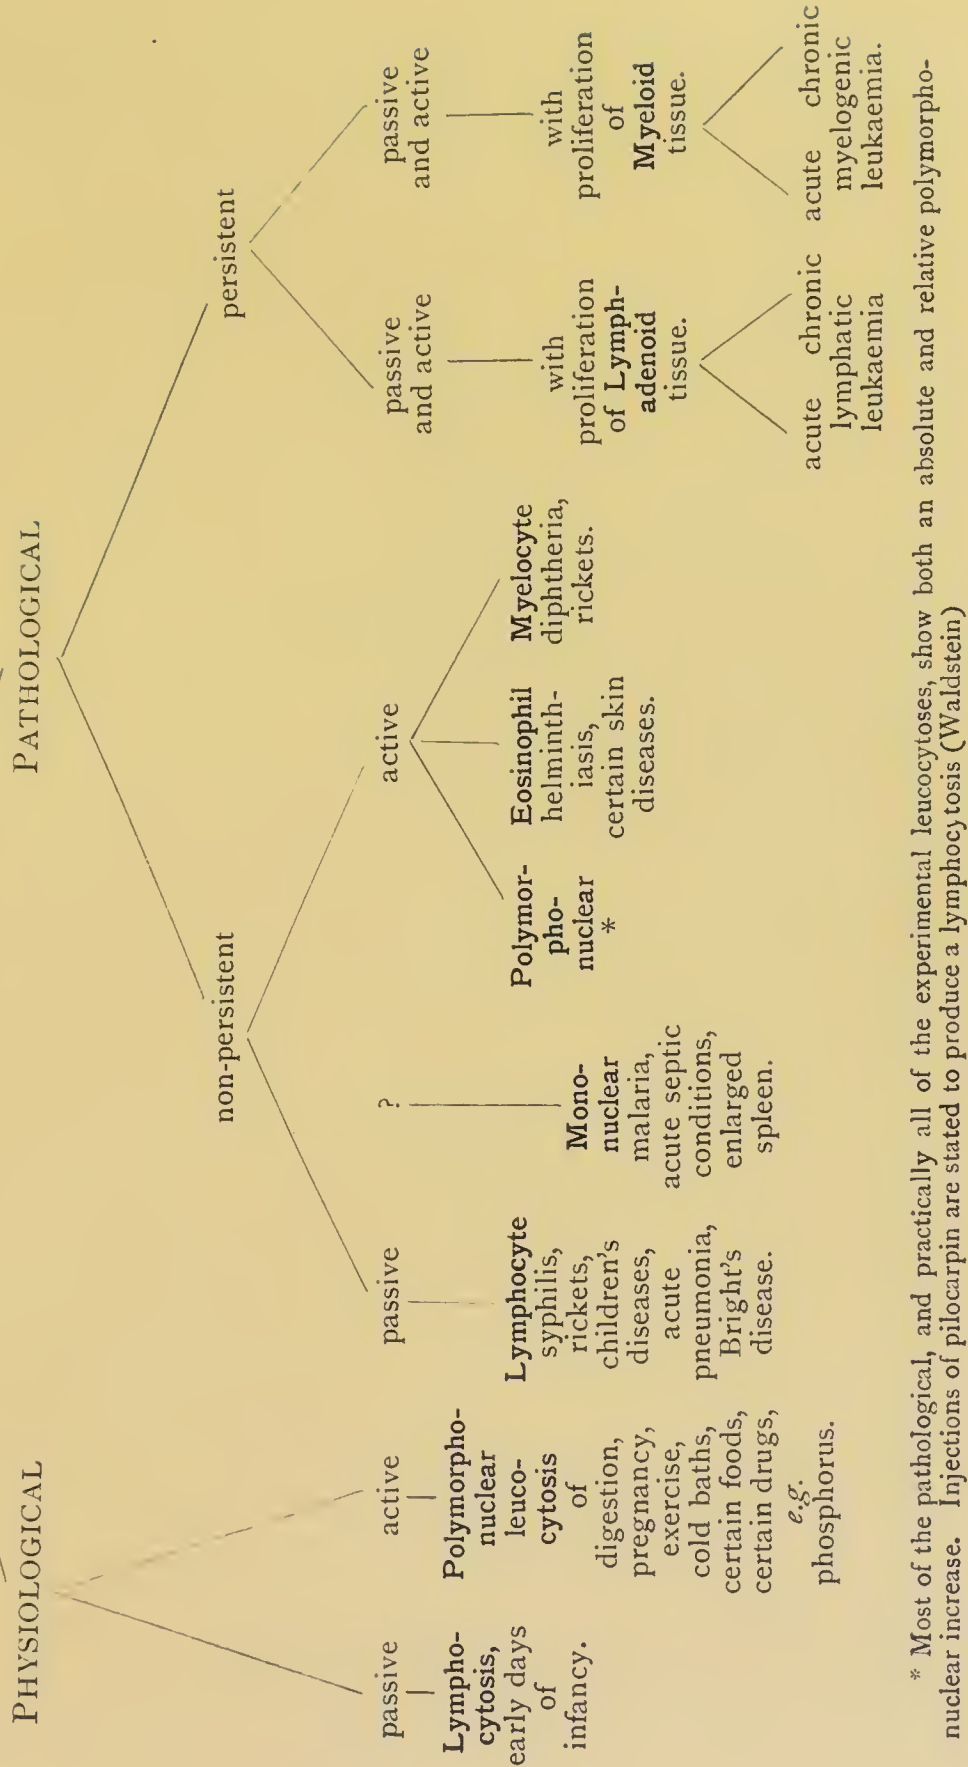 PHYSIOLOGICAL
PATHOLOGICAL
non-persistent
persistent
passive
active
passive
?
active
passive
and active
passive
and active
Lympho-
cytosis,
early days
of
infancy.
Polymorpho-
nuclear
leuco-
cytosis
of
digestion,
pregnancy,
exercise,
cold baths,
certain foods,
certain drugs,
e.g.
phosphorus.
Lymphocyte
syphilis,
rickets,
children's
diseases,
acute
pneumonia,
Bright's
disease.
Mono-
nuclear
malaria,
acute septic
conditions,
enlarged
spleen.
Polymor-
pho-
nuclear
*
Eosinophil
helminth-
iasis,
certain skin
diseases.
Myelocyte
diphtheria,
rickets.
with
proliferation
of Lymph-
adenoid
tissue.
with
proliferation
of
Myeloid
tissue.
acute chronic
lymphatic
leukaemia
acute chronic
myelogenic
leukaemia.
* Most of the pathological, and practically all of the experimental leucocytoses, show both an absolute and relative polymorpho-
nuclear increase. Injections of pilocarpin are stated to produce a lymphocytosis (Waldstein)